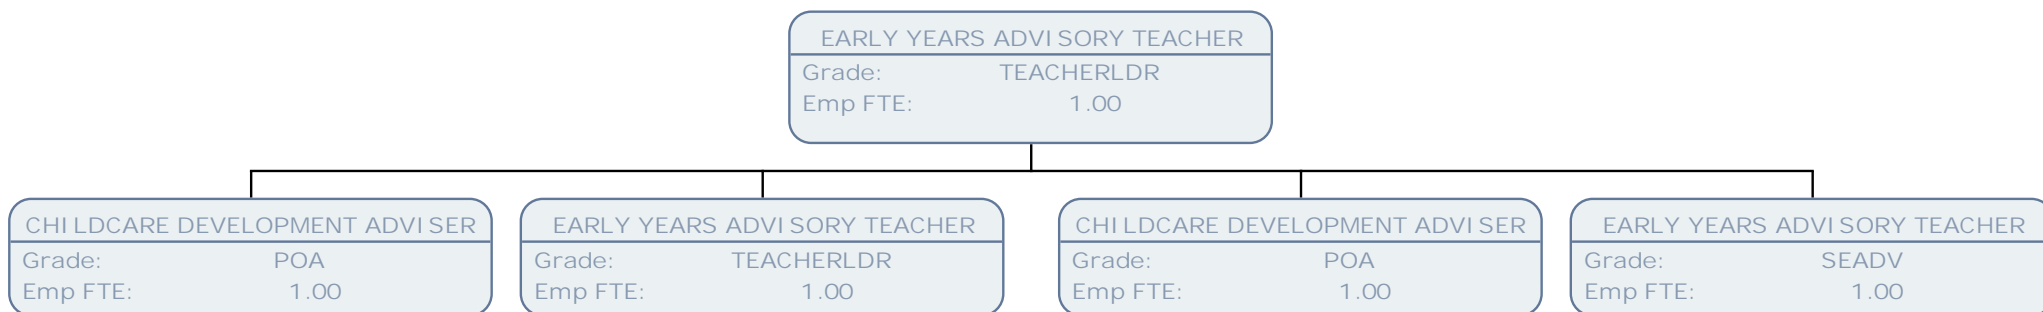 EARLY YEARS ADVISORY TEACHER
Grade: TEACHERLDR
Emp FTE: 1.00
CHILDCARE DEVELOPMENT ADVISER
Grade: POA
Emp FTE: 1.00
EARLY YEARS ADVISORY TEACHER
Grade: TEACHERLDR
Emp FTE: 1.00
CHILDCARE DEVELOPMENT ADVISER
Grade: POA
Emp FTE: 1.00
EARLY YEARS ADVISORY TEACHER
Grade: SEADV
Emp FTE: 1.00